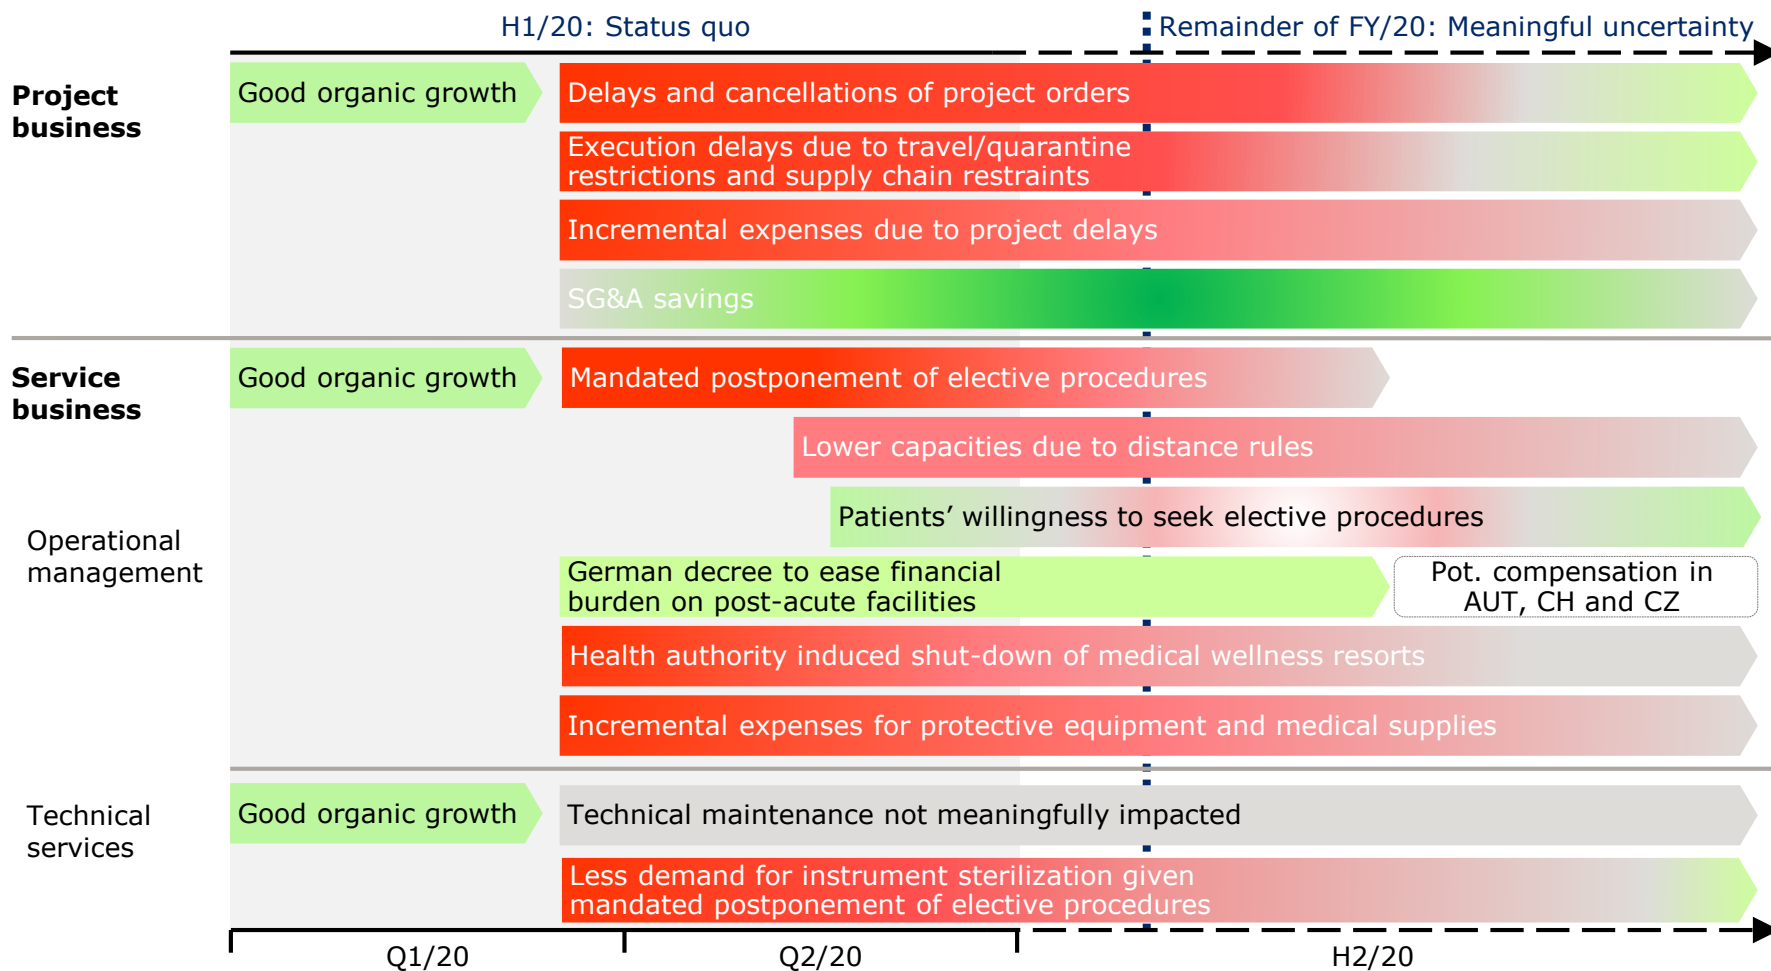 H1/20: Status quo
Remainder of FY/20: Meaningful uncertainty
Project
business
Good organic growth
Delays and cancellations of project orders
Execution delays due to travel/quarantine
restrictions and supply chain restraints
Incremental expenses due to project delays
SG&A savings
Service
business
Good organic growth
Mandated postponement of elective procedures
Lower capacities due to distance rules
Patients’ willingness to seek elective procedures
Operational
management
German decree to ease financial
burden on post-acute facilities
Pot. compensation in
AUT, CH and CZ
Health authority induced shut-down of medical wellness resorts
Incremental expenses for protective equipment and medical supplies
Technical
services
Good organic growth
Technical maintenance not meaningfully impacted
Less demand for instrument sterilization given
mandated postponement of elective procedures
Q1/20
Q2/20
H2/20